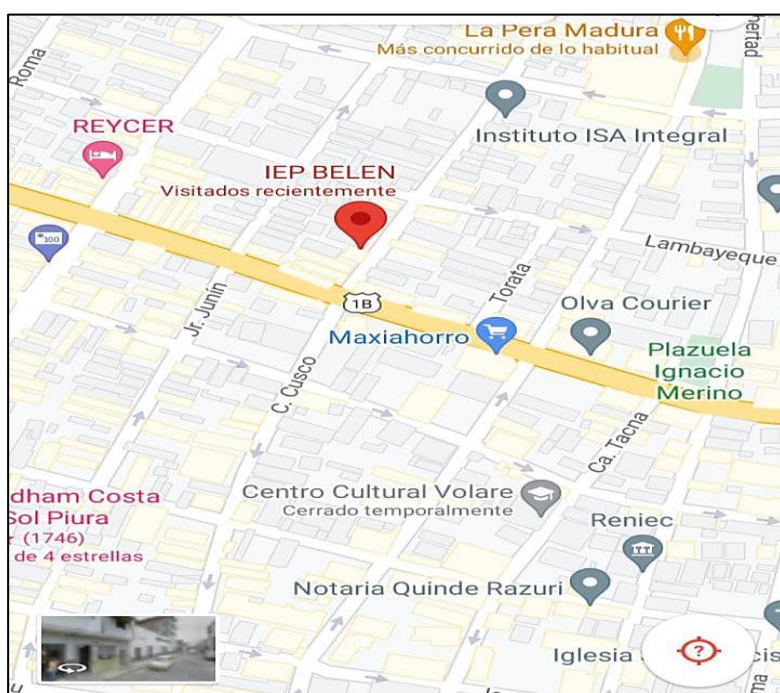 La Pera Madura
Más concurrido de lo habitual
Roma
REYCER
Instituto ISA Integral
IEP BELEN
Visitados recientemente
300
Lambayeque
Jr. Junín
1B
Torata
Olva Courier
Maxiahorro
Plazuela
Ignacio
Merino
C. Cusco
Ca. Tacna
Centro Cultural Volare
Cerrado temporalmente
dham Costa
Sol Piura
(1746)
de 4 estrellas
Reniec
Notaria Quinde Razuri
Iglesia
?